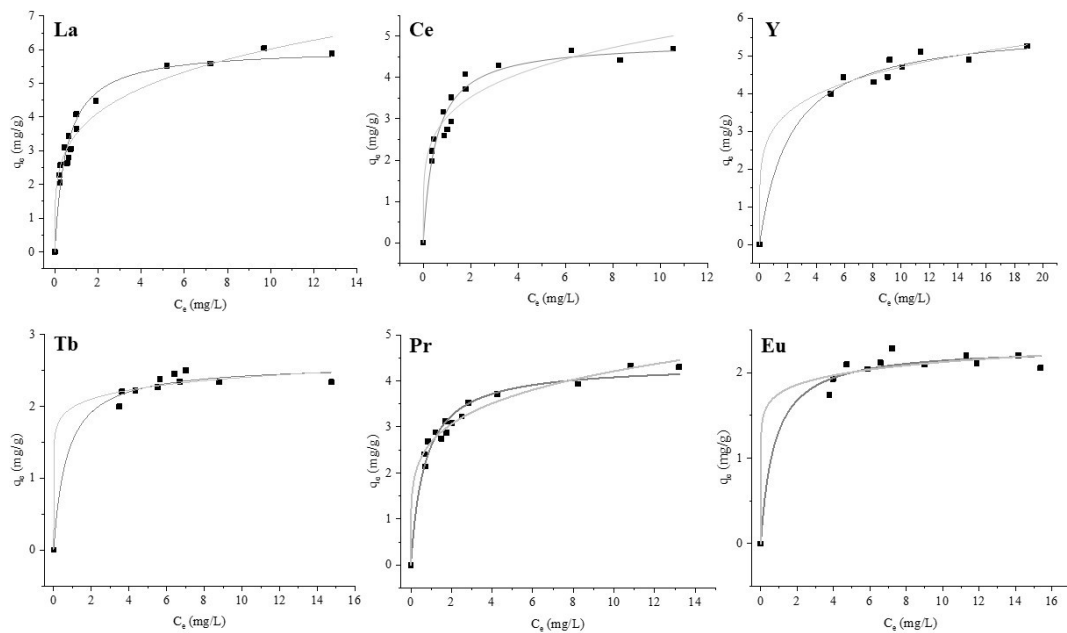 La
7
6
5
4
3
2
1
0
qₑ (mg/g)
0 2 4 6 8 10 12 14
Cₑ (mg/L)
Ce
5
4
3
2
1
0
qₑ (mg/g)
0 2 4 6 8 10 12
Cₑ (mg/L)
Y
6
5
4
3
2
1
0
qₑ (mg/g)
0 2 4 6 8 10 12 14 16 18 20
Cₑ (mg/L)
Tb
3
2
1
0
qₑ (mg/g)
0 2 4 6 8 10 12 14 16
Cₑ (mg/L)
Pr
5
4
3
2
1
0
qₑ (mg/g)
0 2 4 6 8 10 12 14
Cₑ (mg/L)
Eu
2
1
0
qₑ (mg/g)
0 2 4 6 8 10 12 14 16
Cₑ (mg/L)